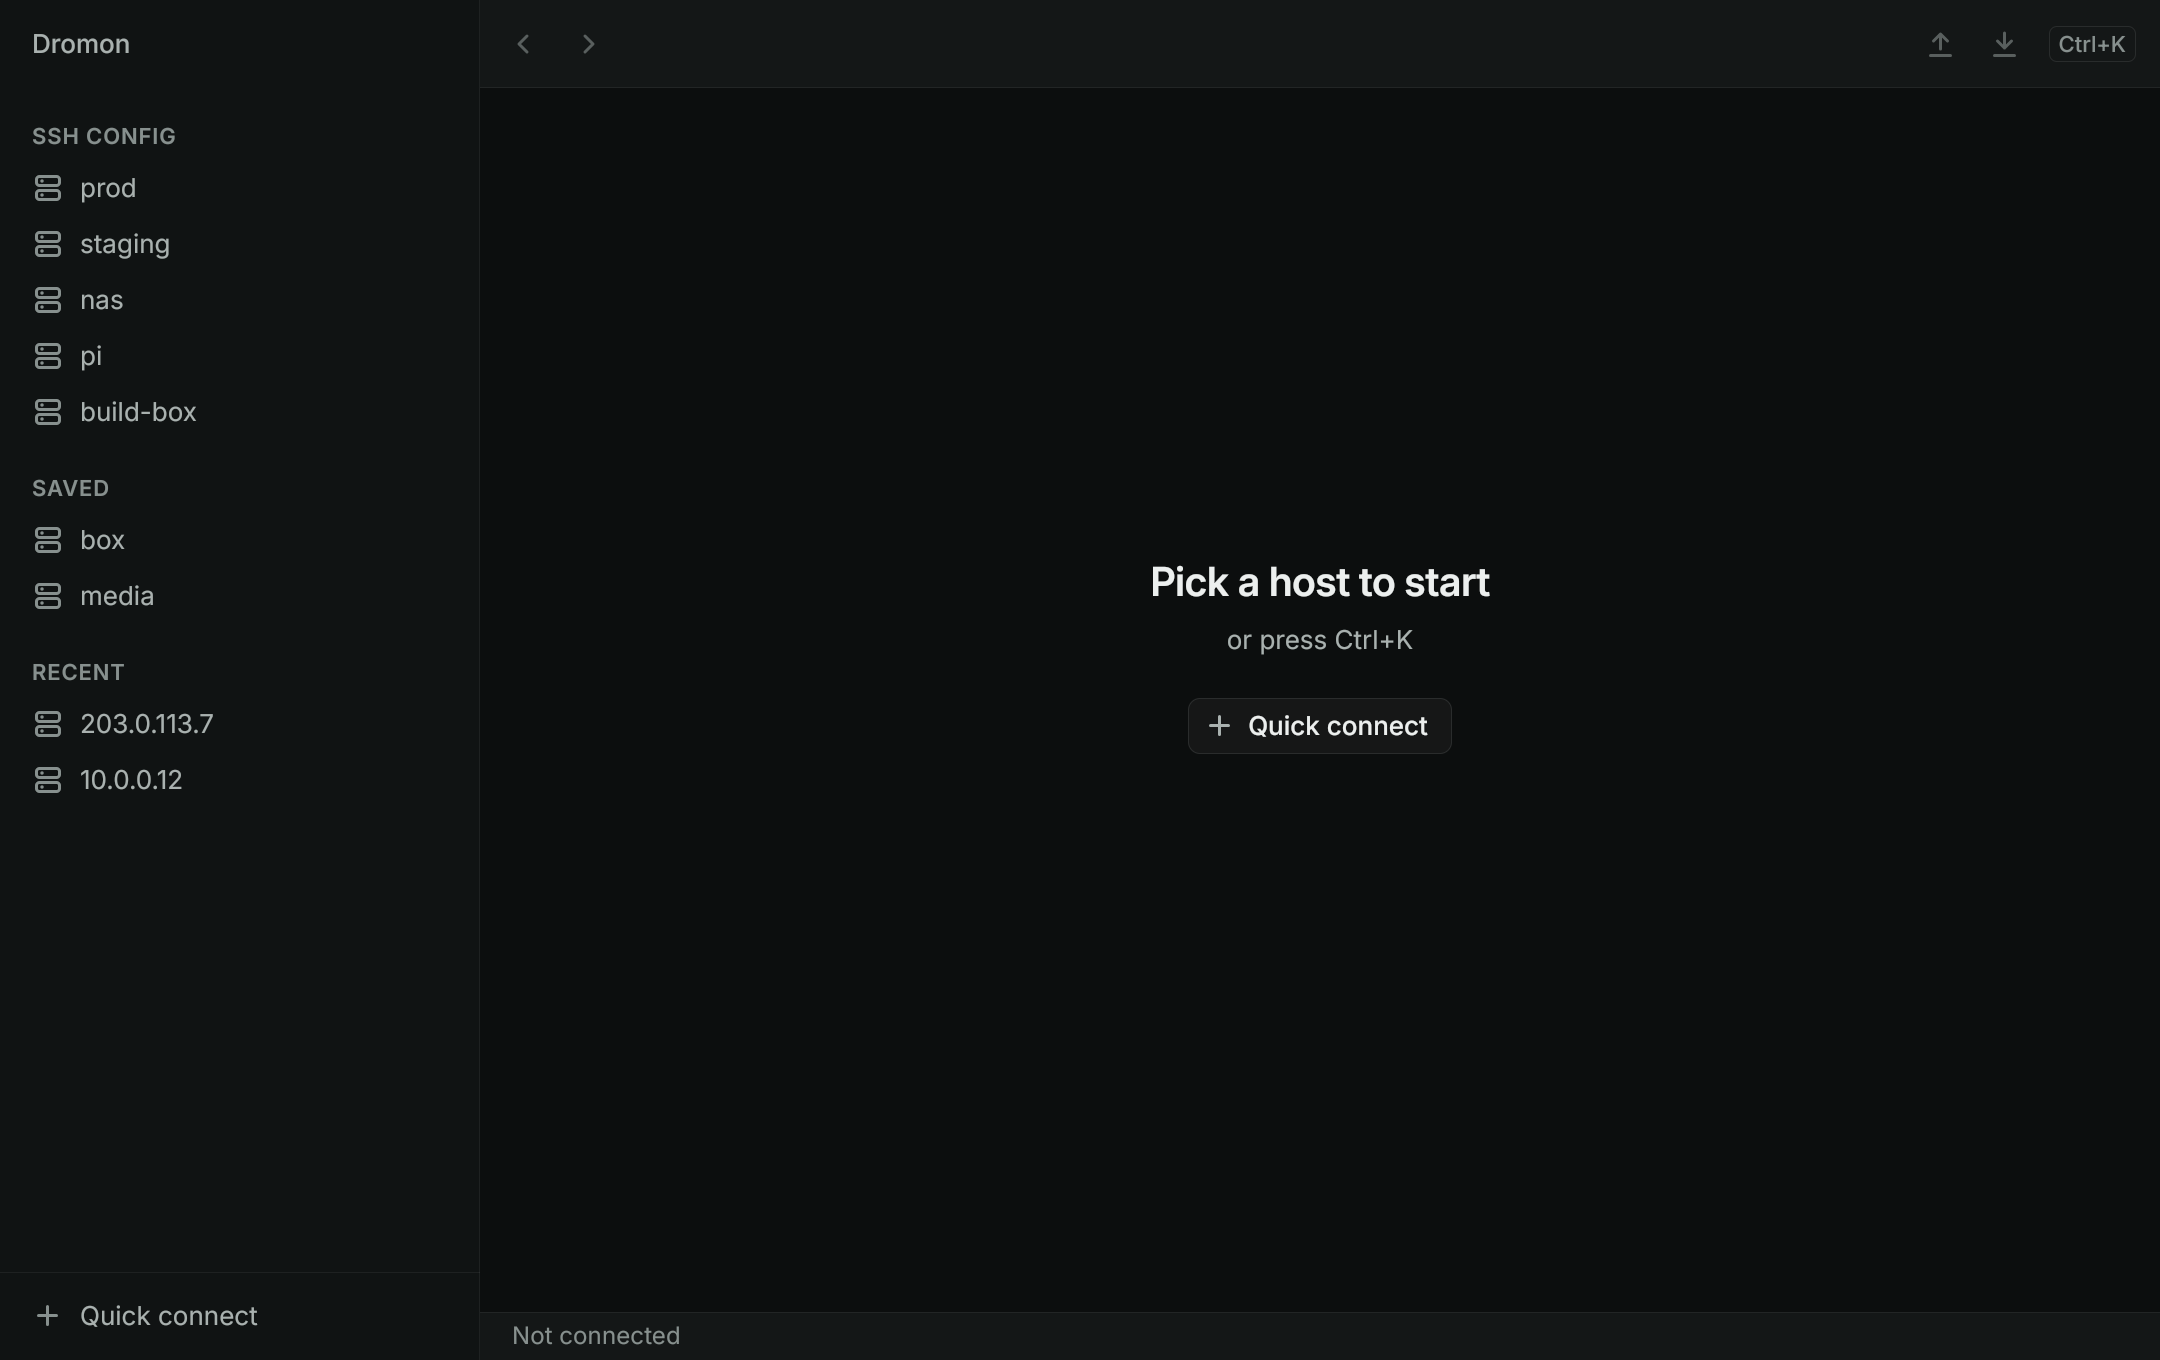 Dromon
SSH CONFIG
prod
staging
nas
pi
build-box
SAVED
box
media
RECENT
203.0.113.7
10.0.0.12
Quick connect
Ctrl+K
Pick a host to start
or press Ctrl+K
Quick connect
Not connected